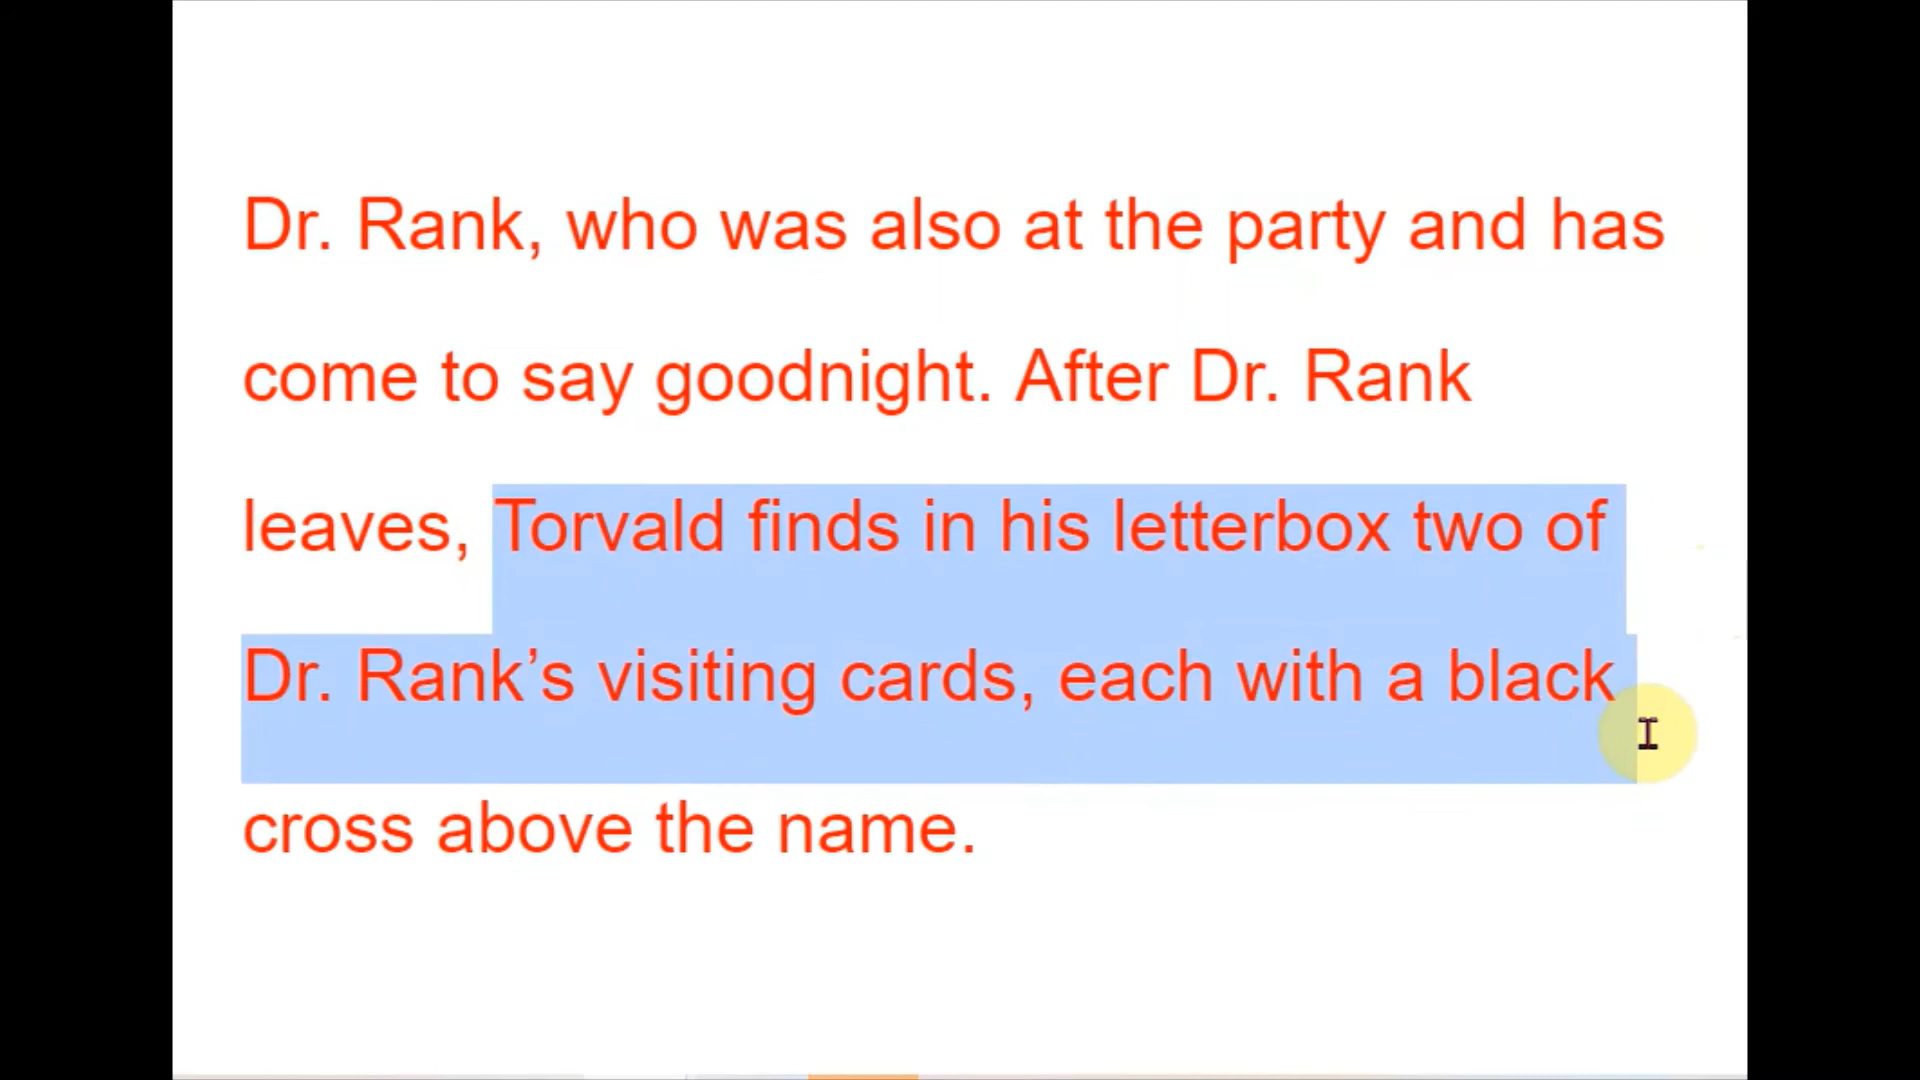 Dr. Rank, who was also at the party and has
come to say goodnight. After Dr. Rank
leaves, Torvald finds in his letterbox two of
Dr. Rank’s visiting cards, each with a black
cross above the name.